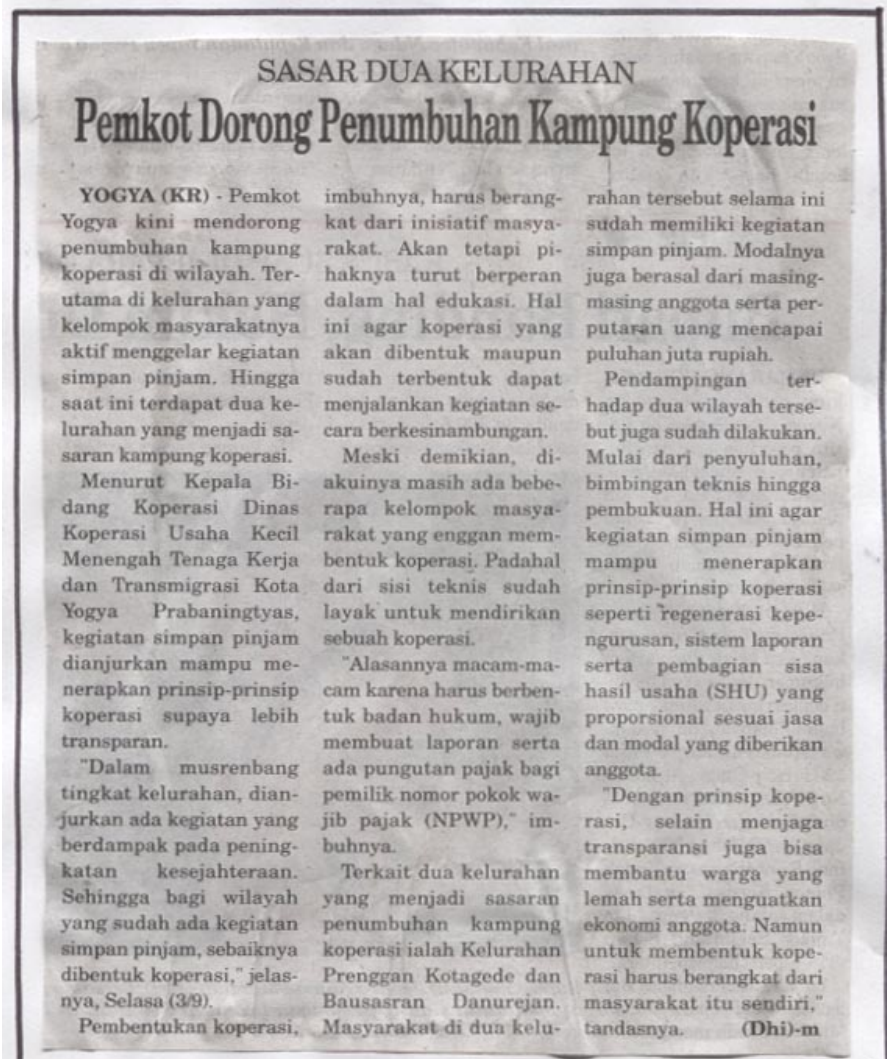 SASAR DUA KELURAHAN
Pemkot Dorong Penumbuhan Kampung Koperasi
YOGYA (KR) - Pemkot
Yogya kini mendorong
penumbuhan kampung
koperasi di wilayah. Ter-
utama di kelurahan yang
kelompok masyarakatnya
aktif menggelar kegiatan
simpan pinjam. Hingga
saat ini terdapat dua ke-
lurahan yang menjadi sa-
saran kampung koperasi.
Menurut Kepala Bi-
dang Koperasi Dinas
Koperasi Usaha Kecil
Menengah Tenaga Kerja
dan Transmigrasi Kota
Yogya Prabaningtyas,
kegiatan simpan pinjam
dianjurkan mampu me-
nerapkan prinsip-prinsip
koperasi supaya lebih
transparan.
"Dalam musrenbang
tingkat kelurahan, dian-
jurkan ada kegiatan yang
berdampak pada pening-
katan kesejahteraan.
Sehingga bagi wilayah
yang sudah ada kegiatan
simpan pinjam, sebaiknya
dibentuk koperasi," jelas-
nya, Selasa (3/9).
Pembentukan koperasi,
imbuhnya, harus berang-
kat dari inisiatif masya-
rakat. Akan tetapi pi-
haknya turut berperan
dalam hal edukasi. Hal
ini agar koperasi yang
akan dibentuk maupun
sudah terbentuk dapat
menjalankan kegiatan se-
cara berkesinambungan.
Meski demikian, di-
akuinya masih ada bebe-
rapa kelompok masya-
rakat yang enggan mem-
bentuk koperasi. Padahal
dari sisi teknis sudah
layak untuk mendirikan
sebuah koperasi.
"Alasannya macam-ma-
cam karena harus berben-
tuk badan hukum, wajib
membuat laporan serta
ada pungutan pajak bagi
pemilik nomor pokok wa-
jib pajak (NPWP)," im-
buhnya.
Terkait dua kelurahan
yang menjadi sasaran
penumbuhan kampung
koperasi ialah Kelurahan
Prenggan Kotagede dan
Bausasran Danurejan.
Masyarakat di dua kelu-
rahan tersebut selama ini
sudah memiliki kegiatan
simpan pinjam. Modalnya
juga berasal dari masing-
masing anggota serta per-
putaran uang mencapai
puluhan juta rupiah.
Pendampingan ter-
hadap dua wilayah terse-
but juga sudah dilakukan.
Mulai dari penyuluhan,
bimbingan teknis hingga
pembukuan. Hal ini agar
kegiatan simpan pinjam
mampu menerapkan
prinsip-prinsip koperasi
seperti regenerasi kepe-
ngurusan, sistem laporan
serta pembagian sisa
hasil usaha (SHU) yang
proporsional sesuai jasa
dan modal yang diberikan
anggota.
"Dengan prinsip kope-
rasi, selain menjaga
transparansi juga bisa
membantu warga yang
lemah serta menguatkan
ekonomi anggota. Namun
untuk membentuk kope-
rasi harus berangkat dari
masyarakat itu sendiri,"
tandasnya. (Dhi)-m